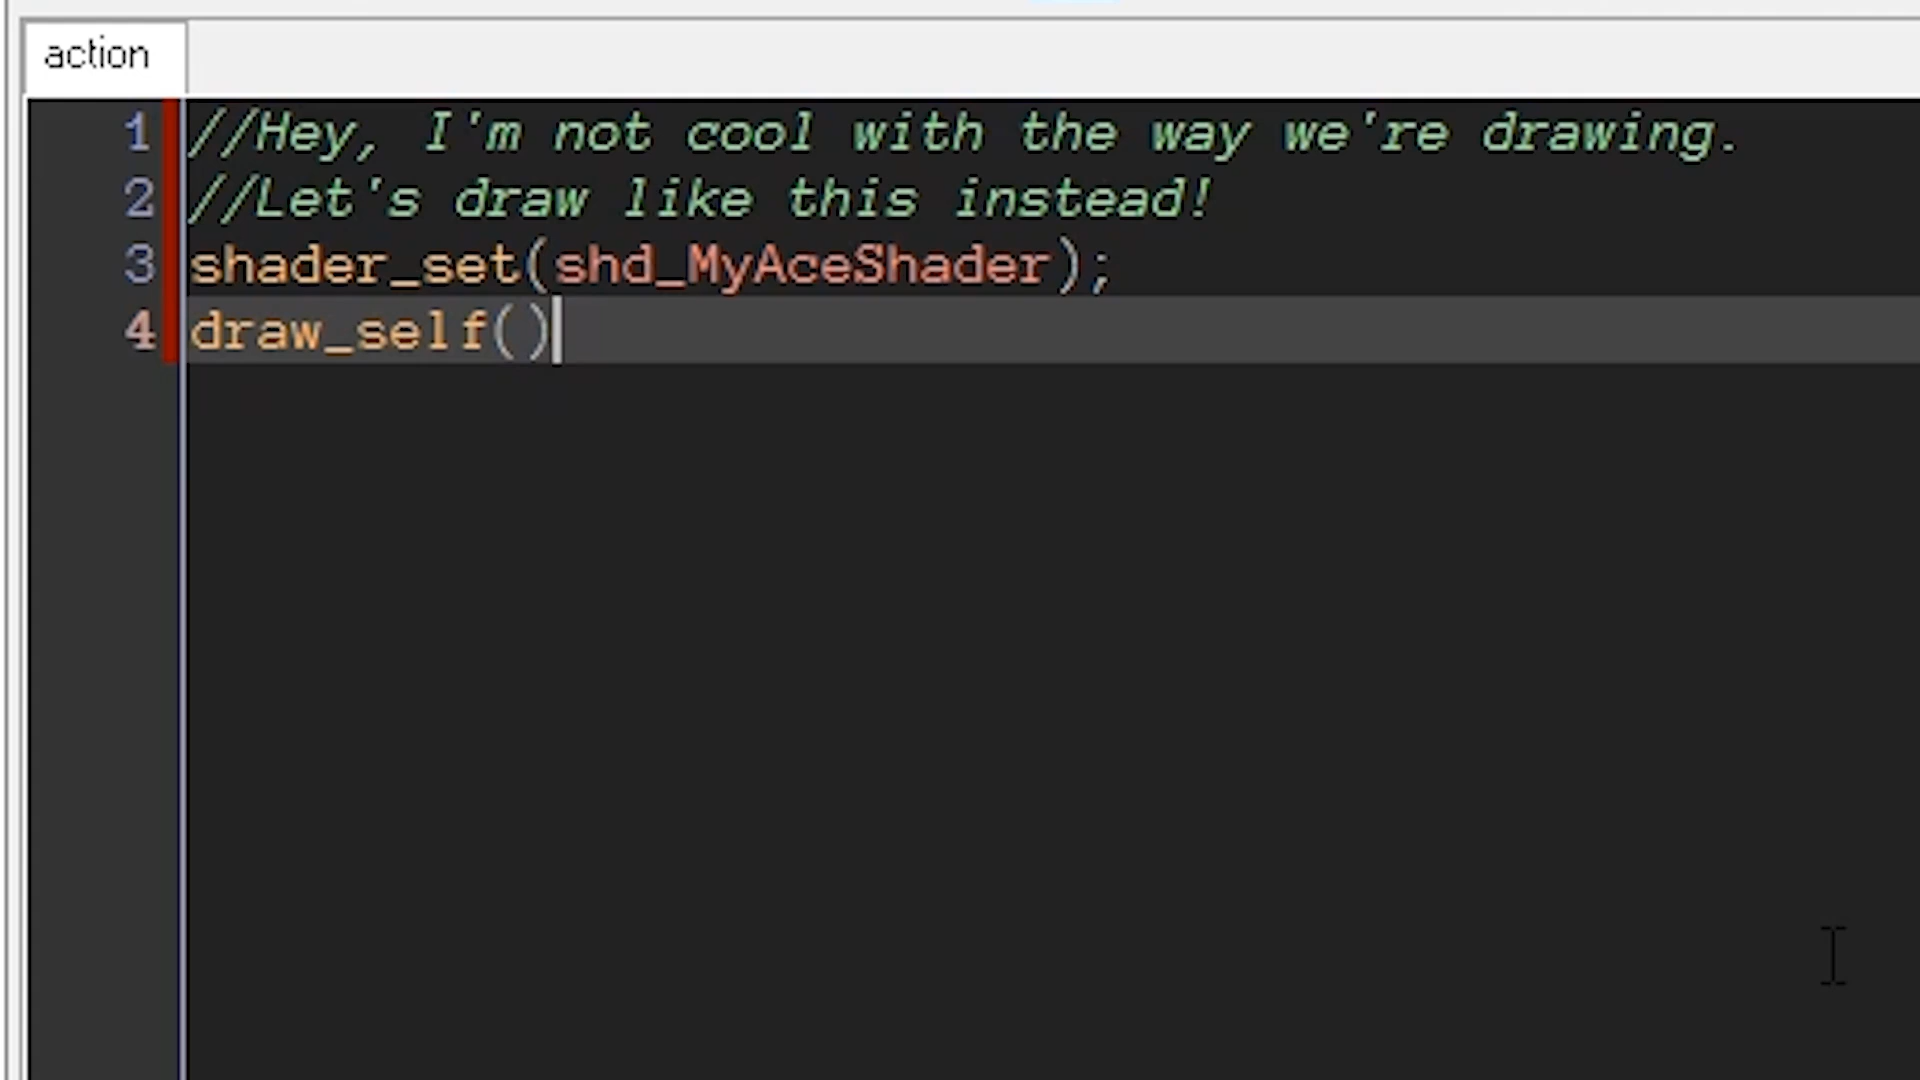 action
1 //Hey, I'm not cool with the way we're drawing.
2 //Let's draw like this instead!
3 shader_set(shd_MyAceShader);
4 draw_self()